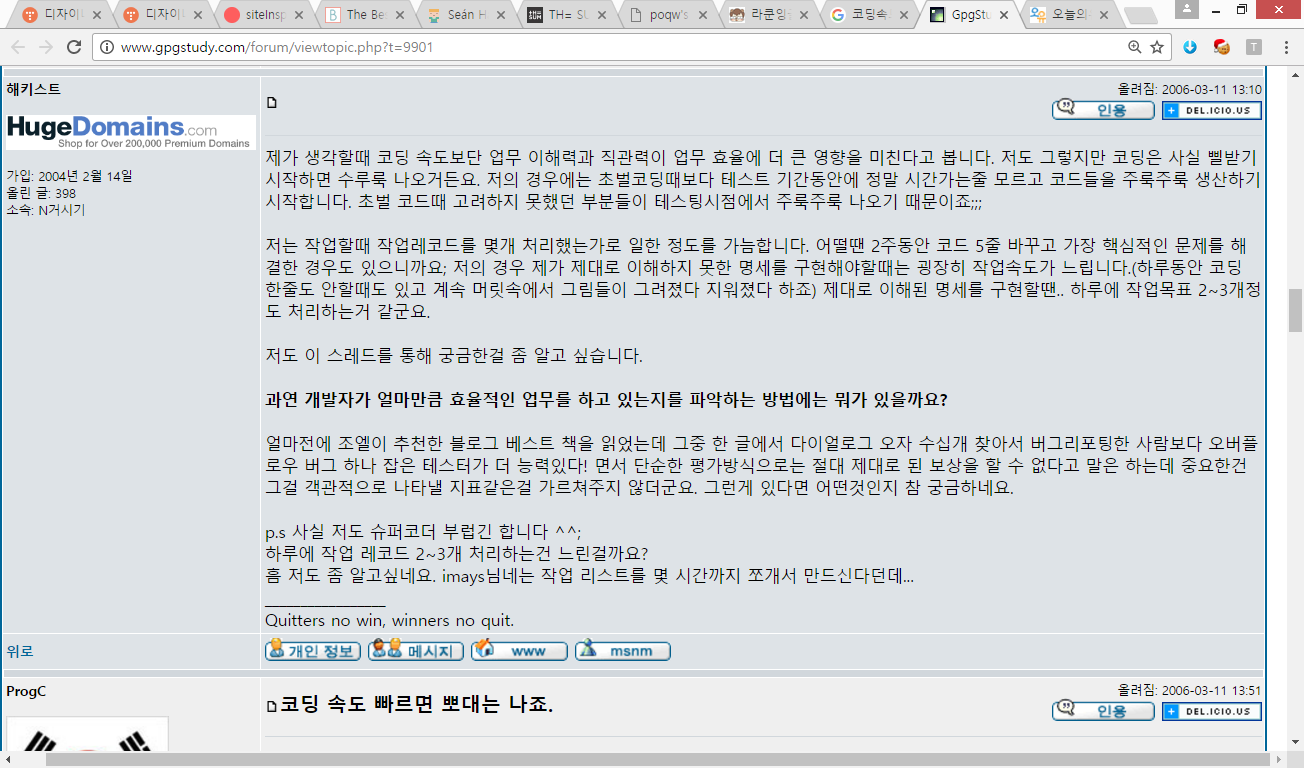 디자이너
디자이너
siteInsp
The Be
Seán H
TH= SU
poqw's
라쿤잉
코딩속
GpgStu
오늘의
www.gpgstudy.com/forum/viewtopic.php?t=9901
해키스트
올려짐: 2006-03-11 13:10
인용
DEL.ICIO.US
HugeDomains.com
Shop for Over 200,000 Premium Domains
가입: 2004년 2월 14일
올린 글: 398
소속: N거시기
제가 생각할때 코딩 속도보단 업무 이해력과 직관력이 업무 효율에 더 큰 영향을 미친다고 봅니다. 저도 그렇지만 코딩은 사실 삘받기
시작하면 수루룩 나오거든요. 저의 경우에는 초벌코딩때보다 테스트 기간동안에 정말 시간가는줄 모르고 코드들을 주룩주룩 생산하기
시작합니다. 초벌 코드때 고려하지 못했던 부분들이 테스팅시점에서 주룩주룩 나오기 때문이죠;;;
저는 작업할때 작업레코드를 몇개 처리했는가로 일한 정도를 가늠합니다. 어떨땐 2주동안 코드 5줄 바꾸고 가장 핵심적인 문제를 해
결한 경우도 있으니까요; 저의 경우 제가 제대로 이해하지 못한 명세를 구현해야할때는 굉장히 작업속도가 느립니다.(하루동안 코딩
한줄도 안할때도 있고 계속 머릿속에서 그림들이 그려졌다 지워졌다 하죠) 제대로 이해된 명세를 구현할땐.. 하루에 작업목표 2~3개정
도 처리하는거 같군요.
저도 이 스레드를 통해 궁금한걸 좀 알고 싶습니다.
과연 개발자가 얼마만큼 효율적인 업무를 하고 있는지를 파악하는 방법에는 뭐가 있을까요?
얼마전에 조엘이 추천한 블로그 베스트 책을 읽었는데 그중 한 글에서 다이얼로그 오자 수십개 찾아서 버그리포팅한 사람보다 오버플
로우 버그 하나 잡은 테스터가 더 능력있다! 면서 단순한 평가방식으로는 절대 제대로 된 보상을 할 수 없다고 말은 하는데 중요한건
그걸 객관적으로 나타낼 지표같은걸 가르쳐주지 않더군요. 그런게 있다면 어떤것인지 참 궁금하네요.
p.s 사실 저도 슈퍼코더 부럽긴 합니다 ^^;
하루에 작업 레코드 2~3개 처리하는건 느린걸까요?
흠 저도 좀 알고싶네요. imays님네는 작업 리스트를 몇 시간까지 쪼개서 만드신다던데...
_________________
Quitters no win, winners no quit.
위로
개인 정보
메시지
www
msnm
ProgC
코딩 속도 빠르면 뽀대는 나죠.
올려짐: 2006-03-11 13:51
인용
DEL.ICIO.US